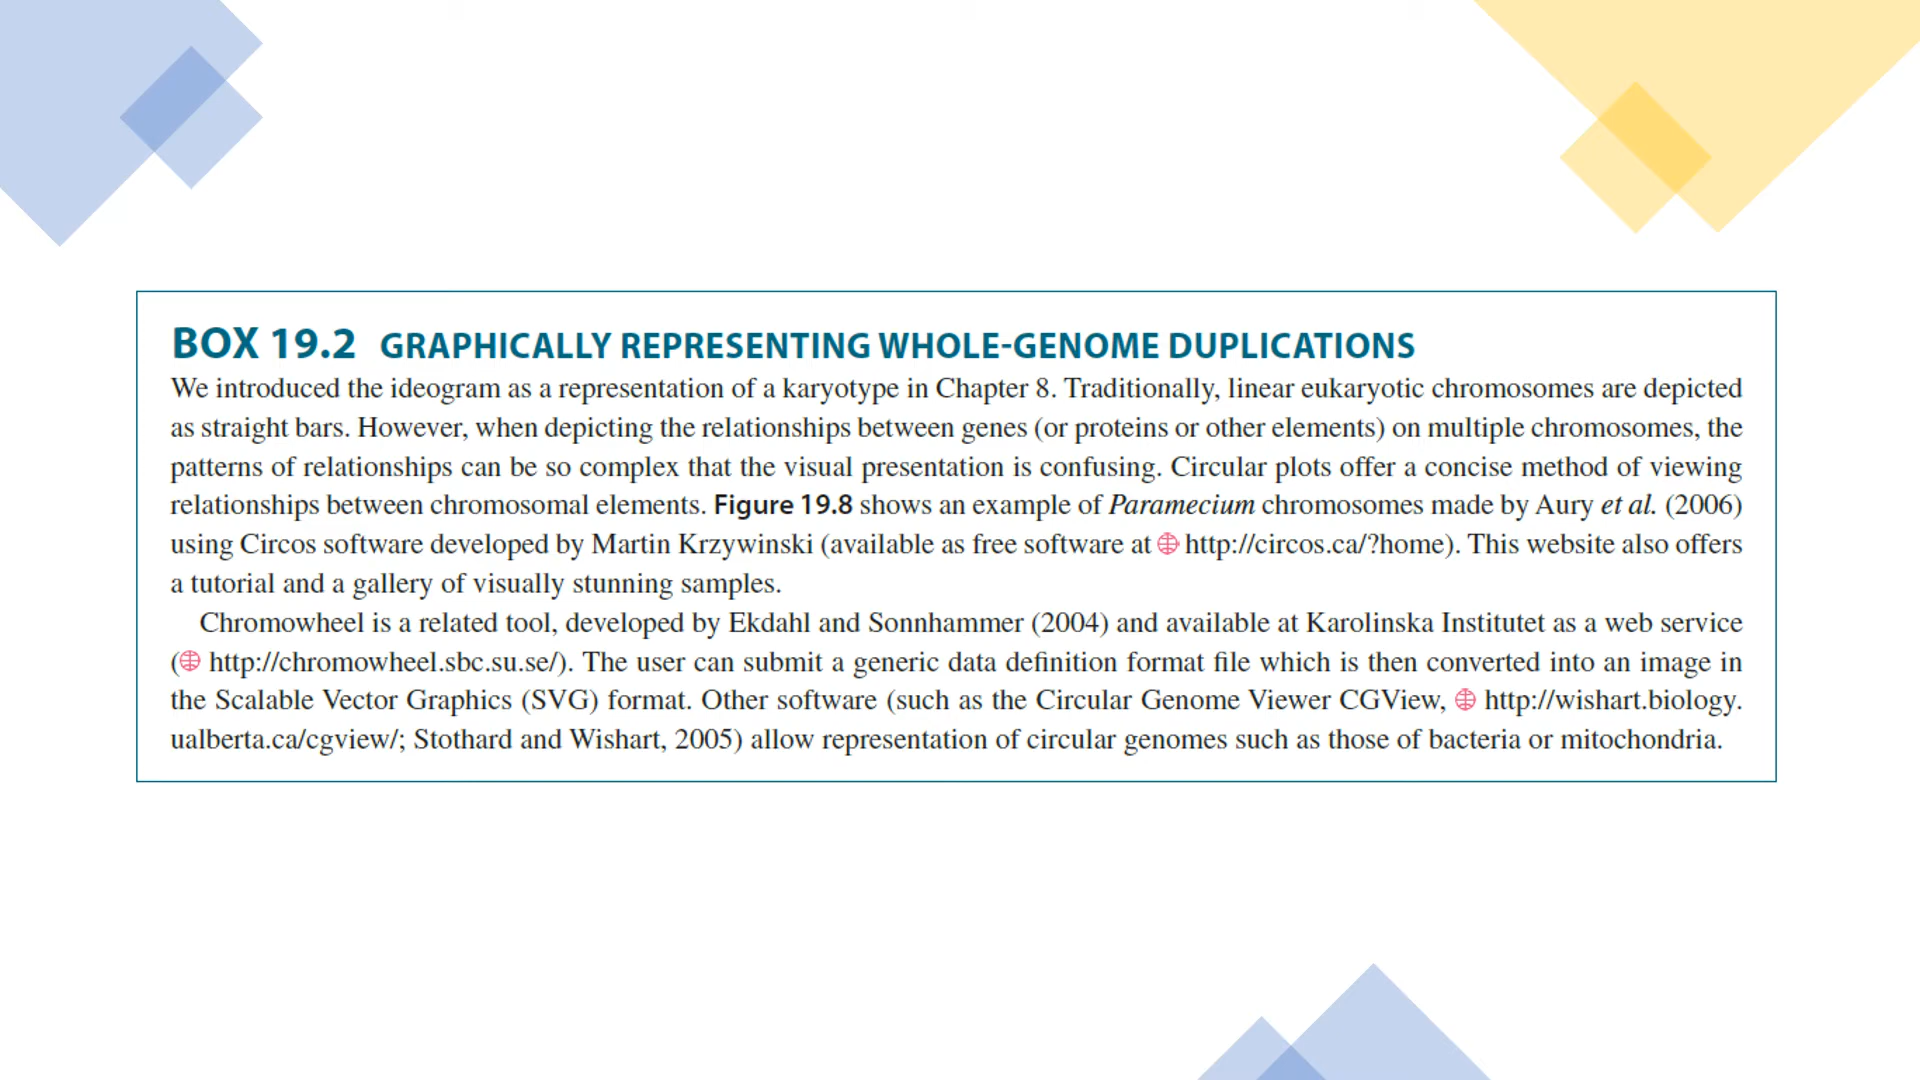 BOX 19.2 GRAPHICALLY REPRESENTING WHOLE-GENOME DUPLICATIONS
We introduced the ideogram as a representation of a karyotype in Chapter 8. Traditionally, linear eukaryotic chromosomes are depicted
as straight bars. However, when depicting the relationships between genes (or proteins or other elements) on multiple chromosomes, the
patterns of relationships can be so complex that the visual presentation is confusing. Circular plots offer a concise method of viewing
relationships between chromosomal elements. Figure 19.8 shows an example of Paramecium chromosomes made by Aury et al. (2006)
using Circos software developed by Martin Krzywinski (available as free software at http://circos.ca/?home). This website also offers
a tutorial and a gallery of visually stunning samples.
Chromowheel is a related tool, developed by Ekdahl and Sonnhammer (2004) and available at Karolinska Institutet as a web service
(http://chromowheel.sbc.su.se/). The user can submit a generic data definition format file which is then converted into an image in
the Scalable Vector Graphics (SVG) format. Other software (such as the Circular Genome Viewer CGView, http://wishart.biology.
ualberta.ca/cgview/; Stothard and Wishart, 2005) allow representation of circular genomes such as those of bacteria or mitochondria.